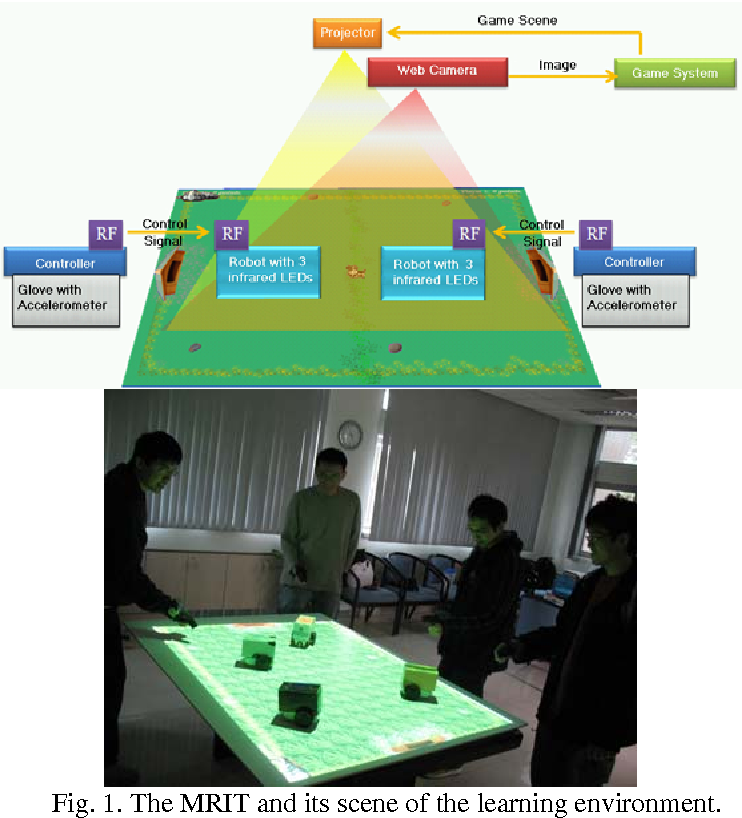 Game Scene
Projector
Web Camera
Image
Game System
RF
Control
Signal
RF
RF
Control
Signal
RF
Controller
Glove with
Accelerometer
Robot with 3
infrared LEDs
Robot with 3
infrared LEDs
Controller
Glove with
Accelerometer
Fig. 1. The MRIT and its scene of the learning environment.